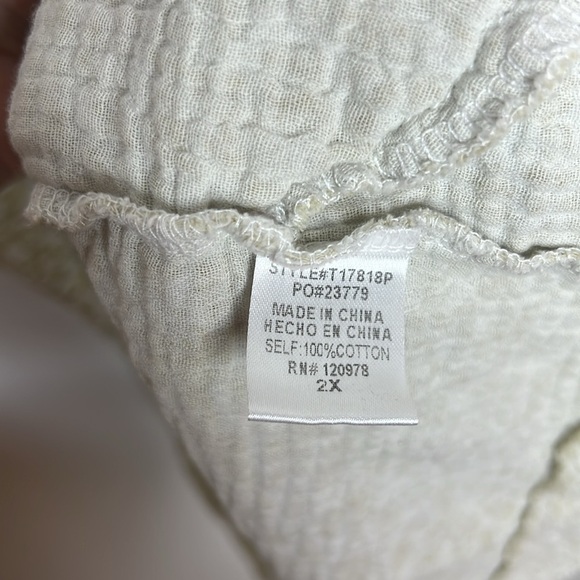 STYLE#T17818P
PO#23779
MADE IN CHINA
HECHO EN CHINA
SELF:100%COTTON
RN# 120978
2X